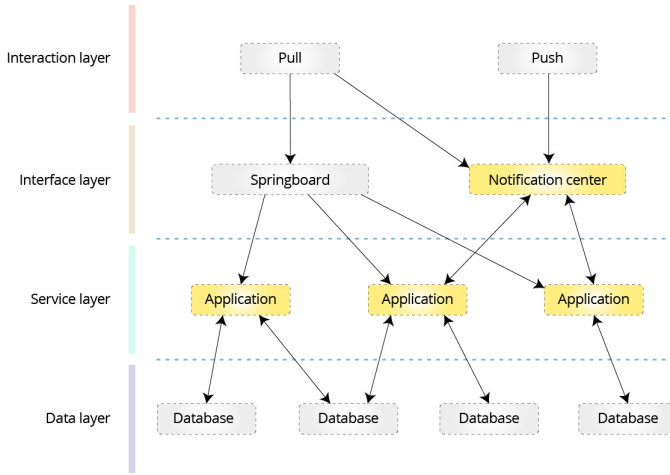 Interaction layer
Pull
Push
Interface layer
Springboard
Notification center
Service layer
Application
Application
Application
Data layer
Database
Database
Database
Database